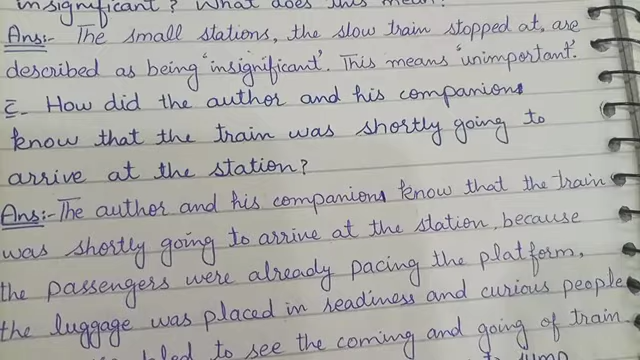 insignificant? What does this mean?
Ans:- The small stations, the slow train stopped at, are
described as being 'insignificant'. This means 'unimportant'.
c. How did the author and his companions
know that the train was shortly going to
arrive at the station?
Ans:- The author and his companions know that the train
was shortly going to arrive at the station, because
the passengers were already pacing the platform,
the luggage was placed in readiness and curious people
to see the coming and going of train